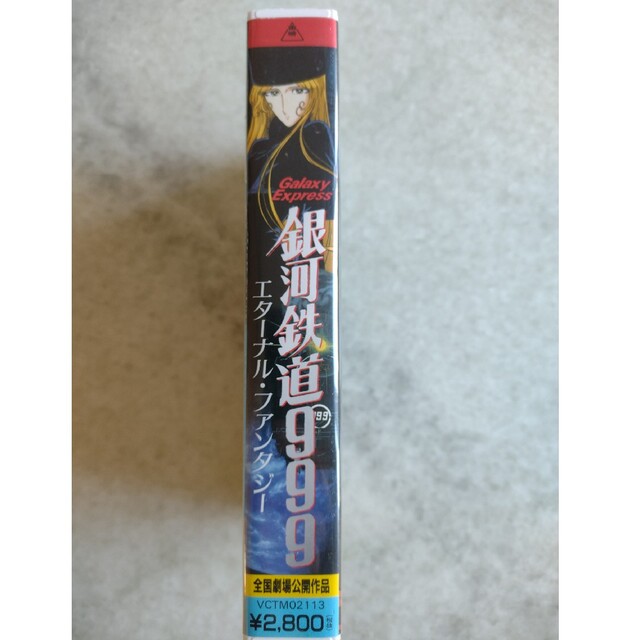 Galaxy
Express
銀河鉄道999
999
エターナル・ファンタジー
全国劇場公開作品
VCTM02113
¥2,800